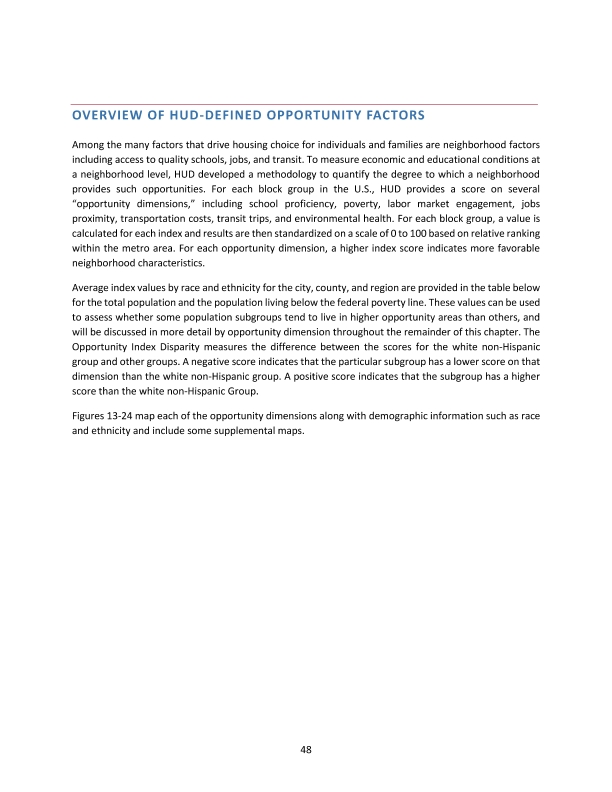 OVERVIEW OF HUD-DEFINED OPPORTUNITY FACTORS
Among the many factors that drive housing choice for individuals and families are neighborhood factors
including access to quality schools, jobs, and transit. To measure economic and educational conditions at
a neighborhood level, HUD developed a methodology to quantify the degree to which a neighborhood
provides such opportunities. For each block group in the U.S., HUD provides a score on several
“opportunity dimensions,” including school proficiency, poverty, labor market engagement, jobs
proximity, transportation costs, transit trips, and environmental health. For each block group, a value is
calculated for each index and results are then standardized on a scale of 0 to 100 based on relative ranking
within the metro area. For each opportunity dimension, a higher index score indicates more favorable
neighborhood characteristics.
Average index values by race and ethnicity for the city, county, and region are provided in the table below
for the total population and the population living below the federal poverty line. These values can be used
to assess whether some population subgroups tend to live in higher opportunity areas than others, and
will be discussed in more detail by opportunity dimension throughout the remainder of this chapter. The
Opportunity Index Disparity measures the difference between the scores for the white non-Hispanic
group and other groups. A negative score indicates that the particular subgroup has a lower score on that
dimension than the white non-Hispanic group. A positive score indicates that the subgroup has a higher
score than the white non-Hispanic Group.
Figures 13-24 map each of the opportunity dimensions along with demographic information such as race
and ethnicity and include some supplemental maps.
48